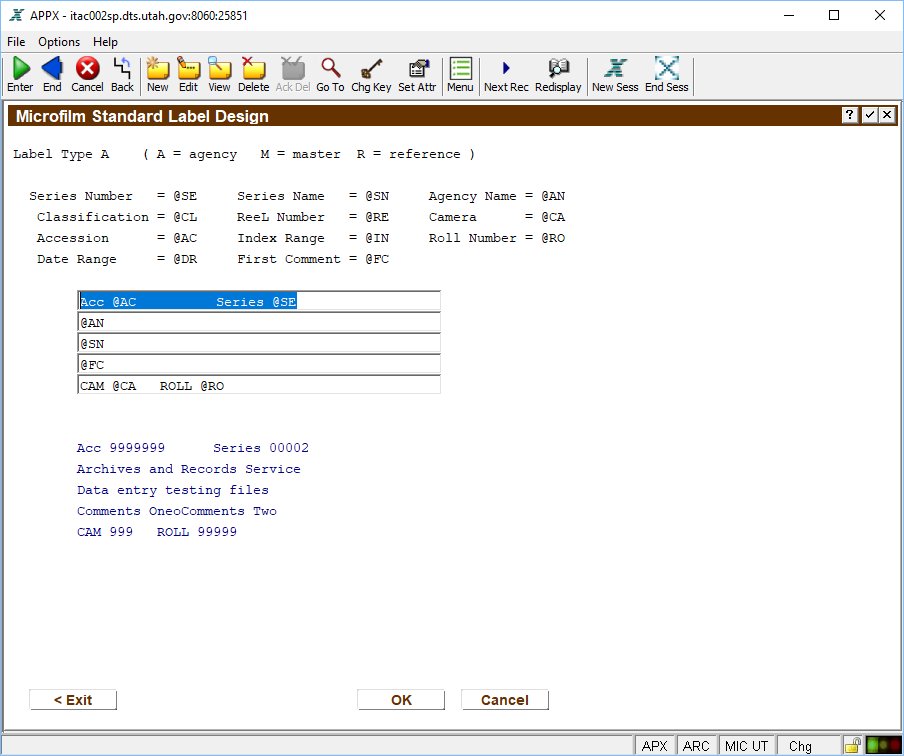 APPX - itac002sp.dts.utah.gov:8060:25851
File Options Help
Enter End Cancel Back New Edit View Delete Ack Del Go To Chg Key Set Attr Menu Next Rec Redisplay New Sess End Sess
Microfilm Standard Label Design ?
Label Type A ( A = agency M = master R = reference )
Series Number = @SE Series Name = @SN Agency Name = @AN
Classification = @CL ReeL Number = @RE Camera = @CA
Accession = @AC Index Range = @IN Roll Number = @RO
Date Range = @DR First Comment = @FC
Acc @AC Series @SE
@AN
@SN
@FC
CAM @CA ROLL @RO
Acc 9999999 Series 00002
Archives and Records Service
Data entry testing files
Comments OneoComments Two
CAM 999 ROLL 99999
< Exit OK Cancel
APX ARC MIC UT Chg